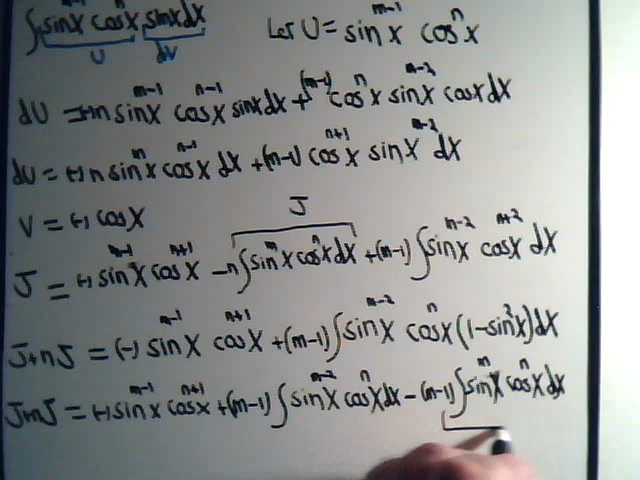 ∫sin^{m-1}x cos^n x sinx dx Let U = sin^{m-1}x cos^n x
U dv
dU = (-)n sin^{m-1}x cos^{n-1}x sinx dx + (m-1) cos^n x sin^{m-2}x cosx dx
dU = (-) n sin^m x cos^{n-1}x dx + (m-1) cos^{n+1}x sin^{m-2}x dx
V = (-) cosx
J
J = (-) sin^{m-1}x cos^{n+1}x - n∫sin^m x cos^n x dx + (m-1)∫sin^{m-2}x cos^{n+2}x dx
J+nJ = (-) sin^{m-1}x cos^{n+1}x + (m-1)∫sin^{m-2}x cos^n x (1-sin^2 x) dx
J+nJ = (-) sin^{m-1}x cos^{n+1}x + (m-1)∫sin^{m-2}x cos^n x dx - (m-1)∫sin^m x cos^n x dx